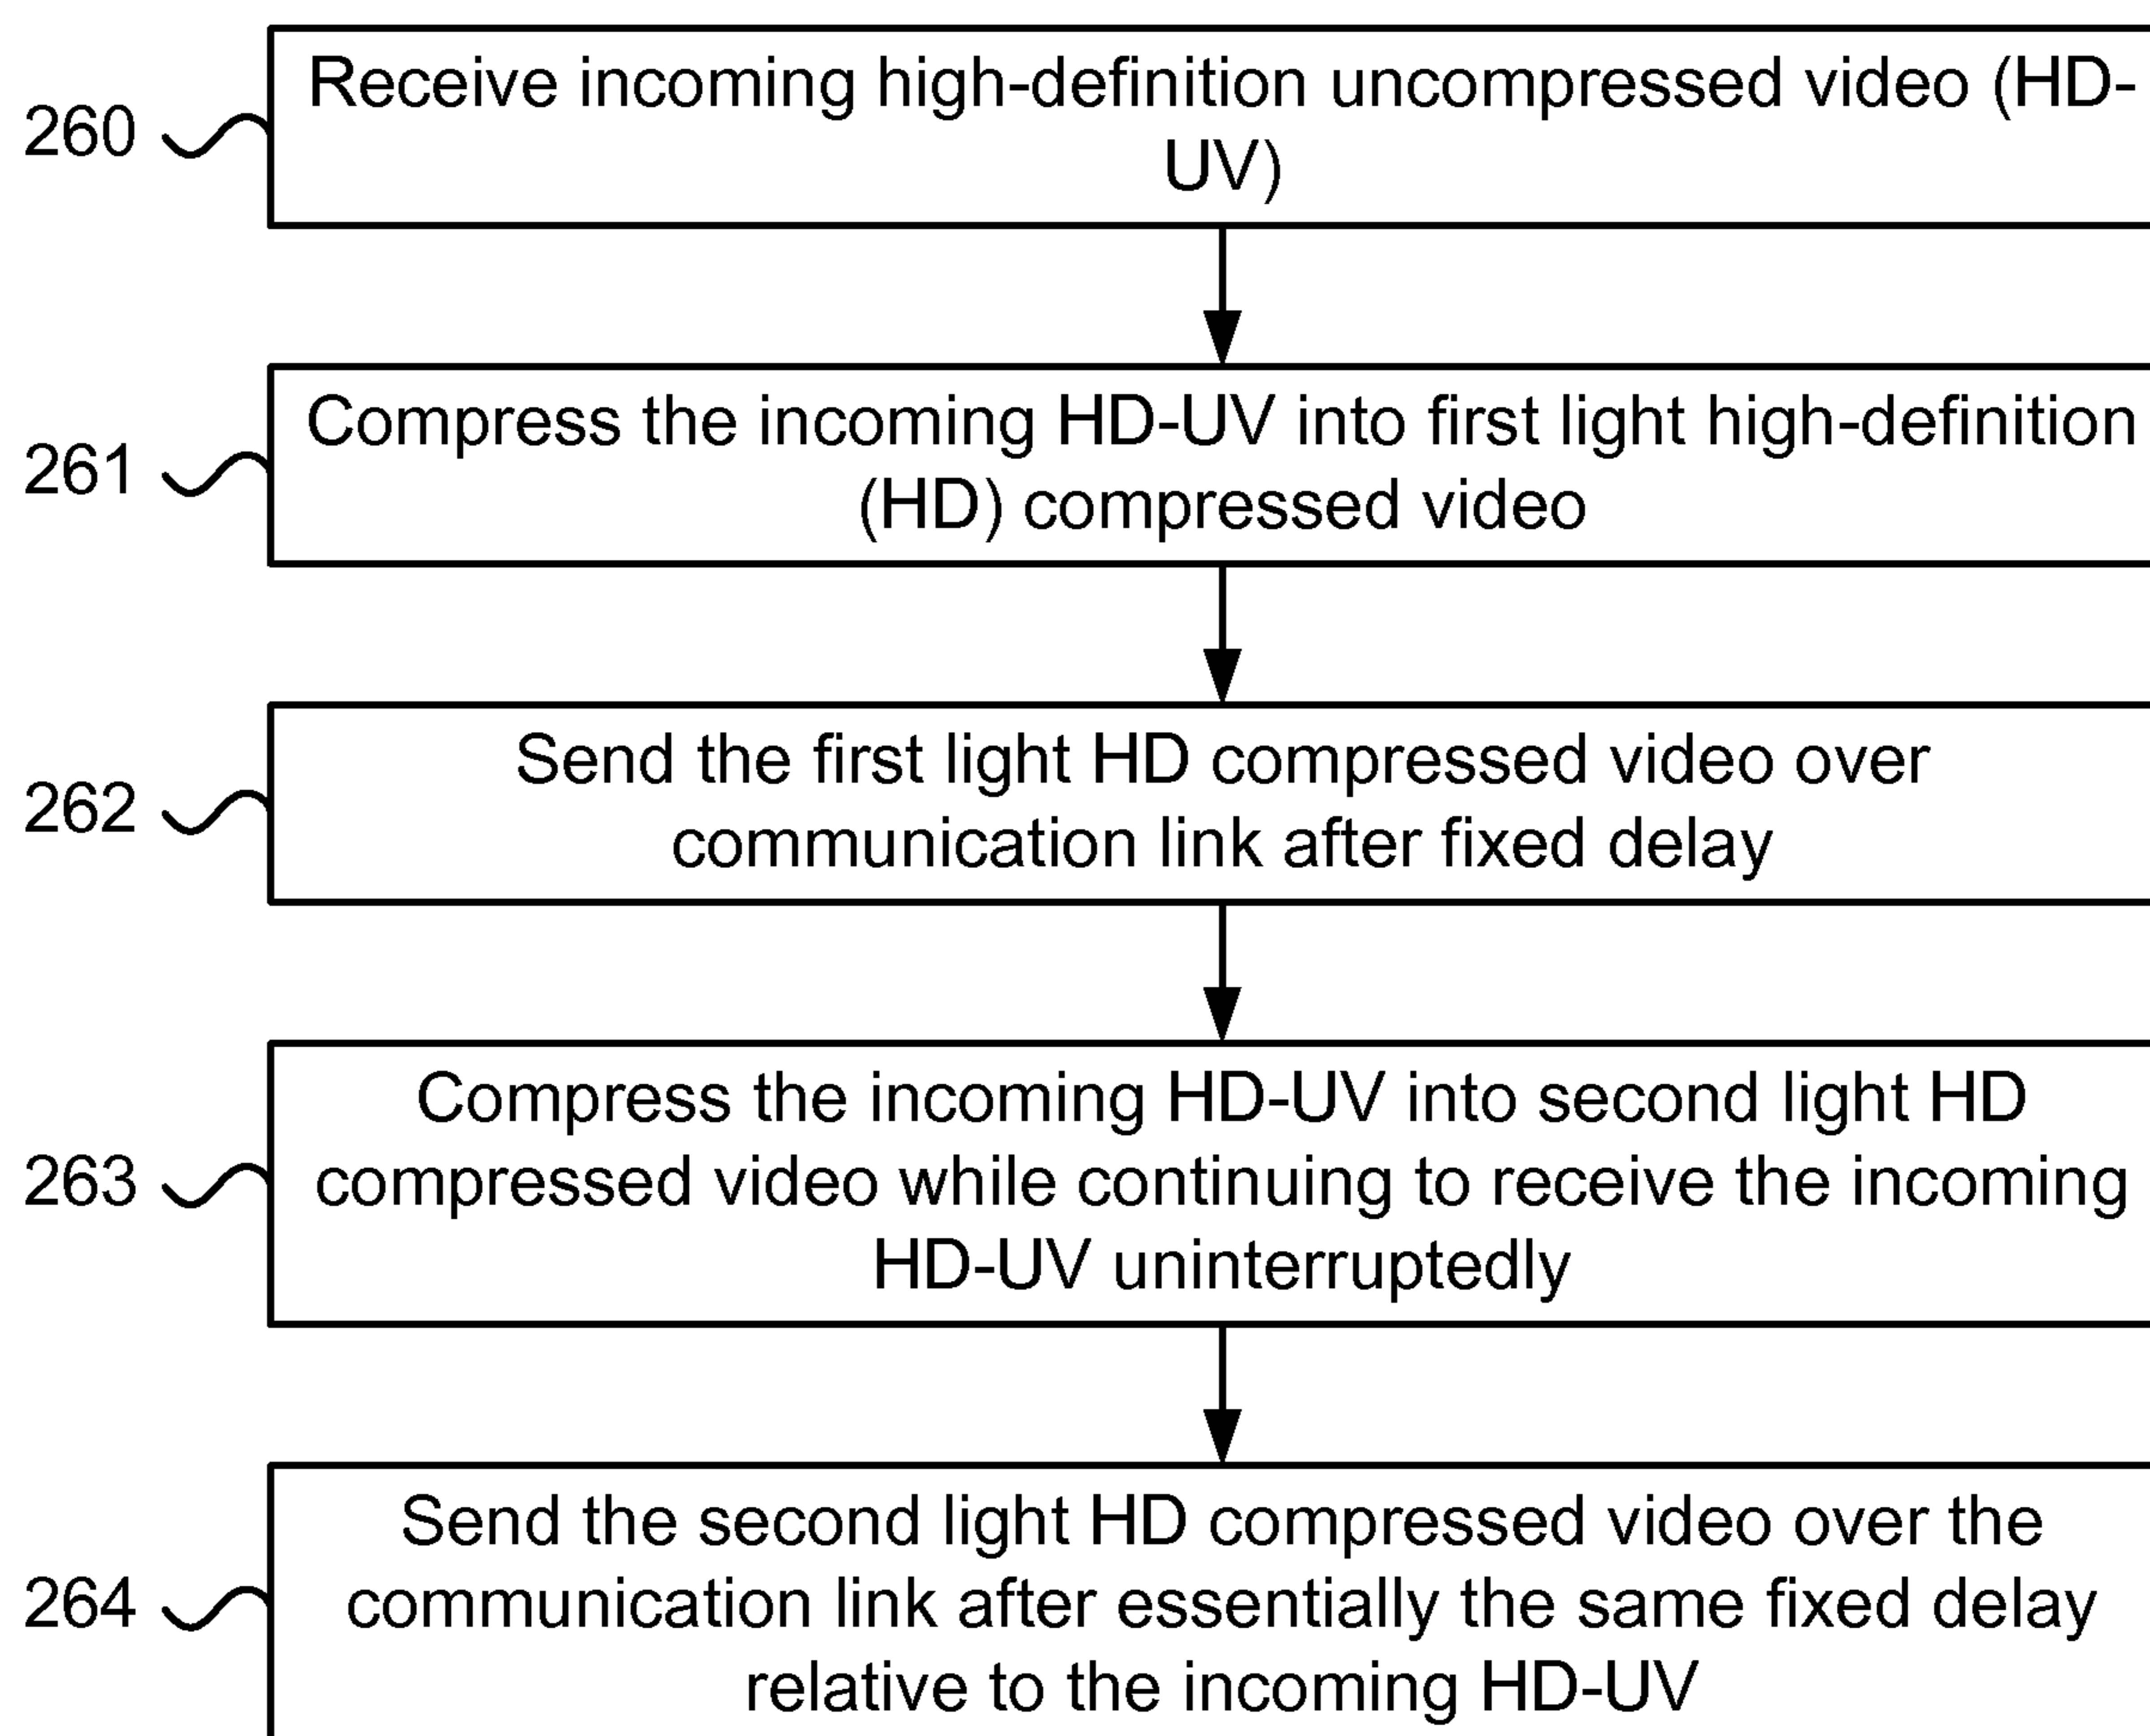 Receive incoming high-definition uncompressed video (HD-
UV)
260
Compress the incoming HD-UV into first light high-definition
(HD) compressed video
261
Send the first light HD compressed video over
communication link after fixed delay
262
Compress the incoming HD-UV into second light HD
compressed video while continuing to receive the incoming
HD-UV uninterruptedly
263
Send the second light HD compressed video over the
communication link after essentially the same fixed delay
relative to the incoming HD-UV
264